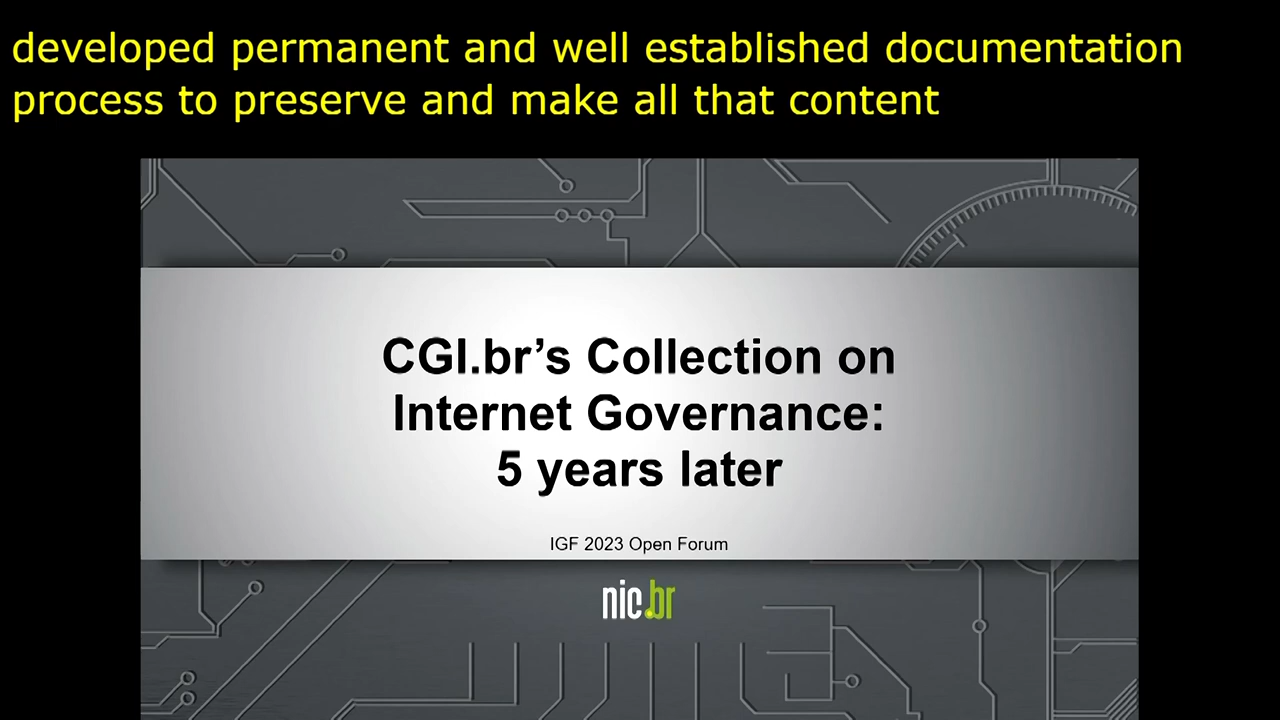 developed permanent and well established documentation
process to preserve and make all that content
CGI.br’s Collection on
Internet Governance:
5 years later
IGF 2023 Open Forum
nic.br